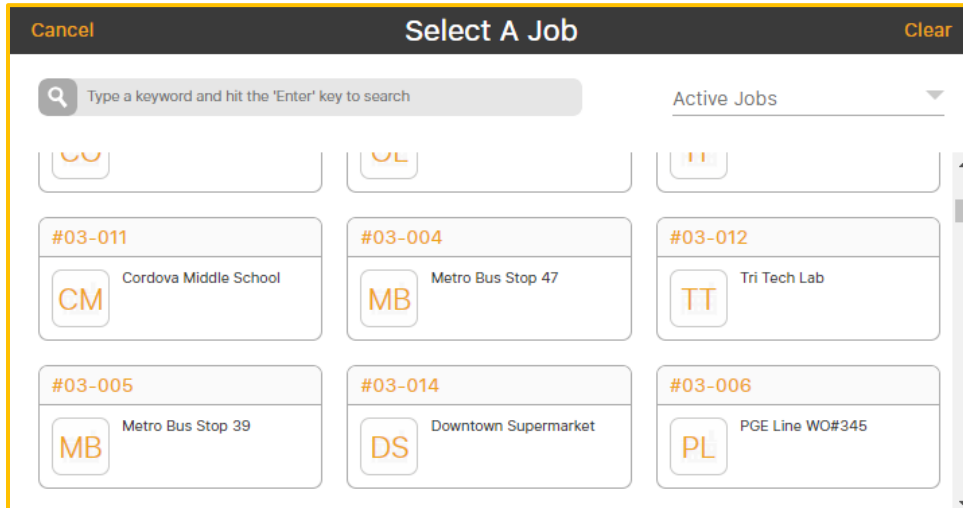 Cancel Select A Job Clear
Type a keyword and hit the 'Enter' key to search
Active Jobs
#03-011 #03-004 #03-012
CM Cordova Middle School MB Metro Bus Stop 47 TT Tri Tech Lab
#03-005 #03-014 #03-006
MB Metro Bus Stop 39 DS Downtown Supermarket PL PGE Line WO#345